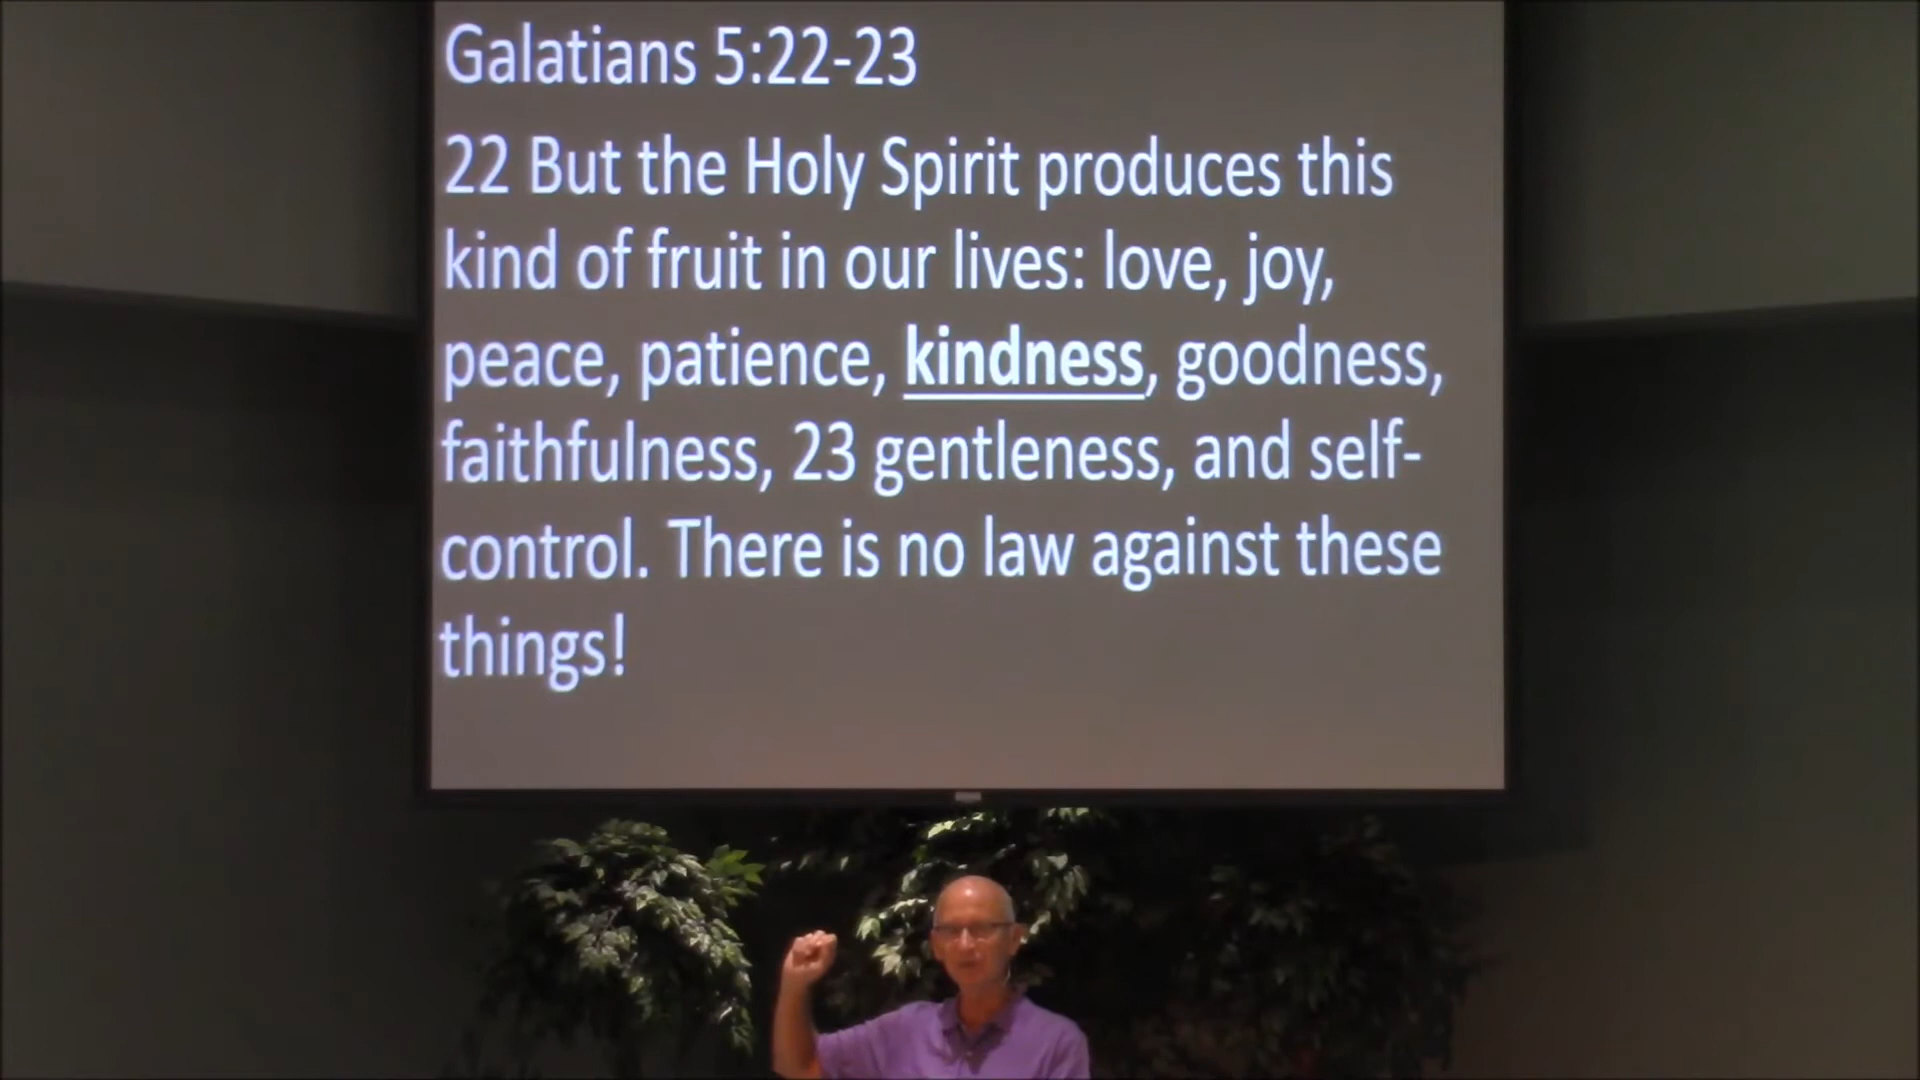 Galatians 5:22-23
22 But the Holy Spirit produces this
kind of fruit in our lives: love, joy,
peace, patience, kindness, goodness,
faithfulness, 23 gentleness, and self-
control. There is no law against these
things!